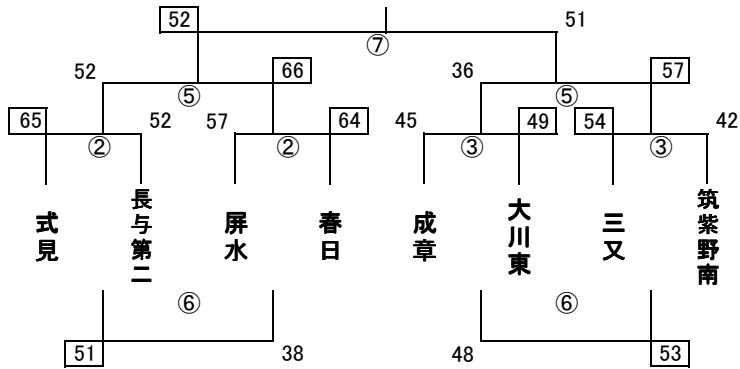 52 51
⑦
52 66 36 57
⑤ ⑤
65 52 57 64 45 49 54 42
② ② ③ ③
式見
長与第二
屏水
春日
成章
大川東
三又
筑紫野南
⑥ ⑥
51 38 48 53